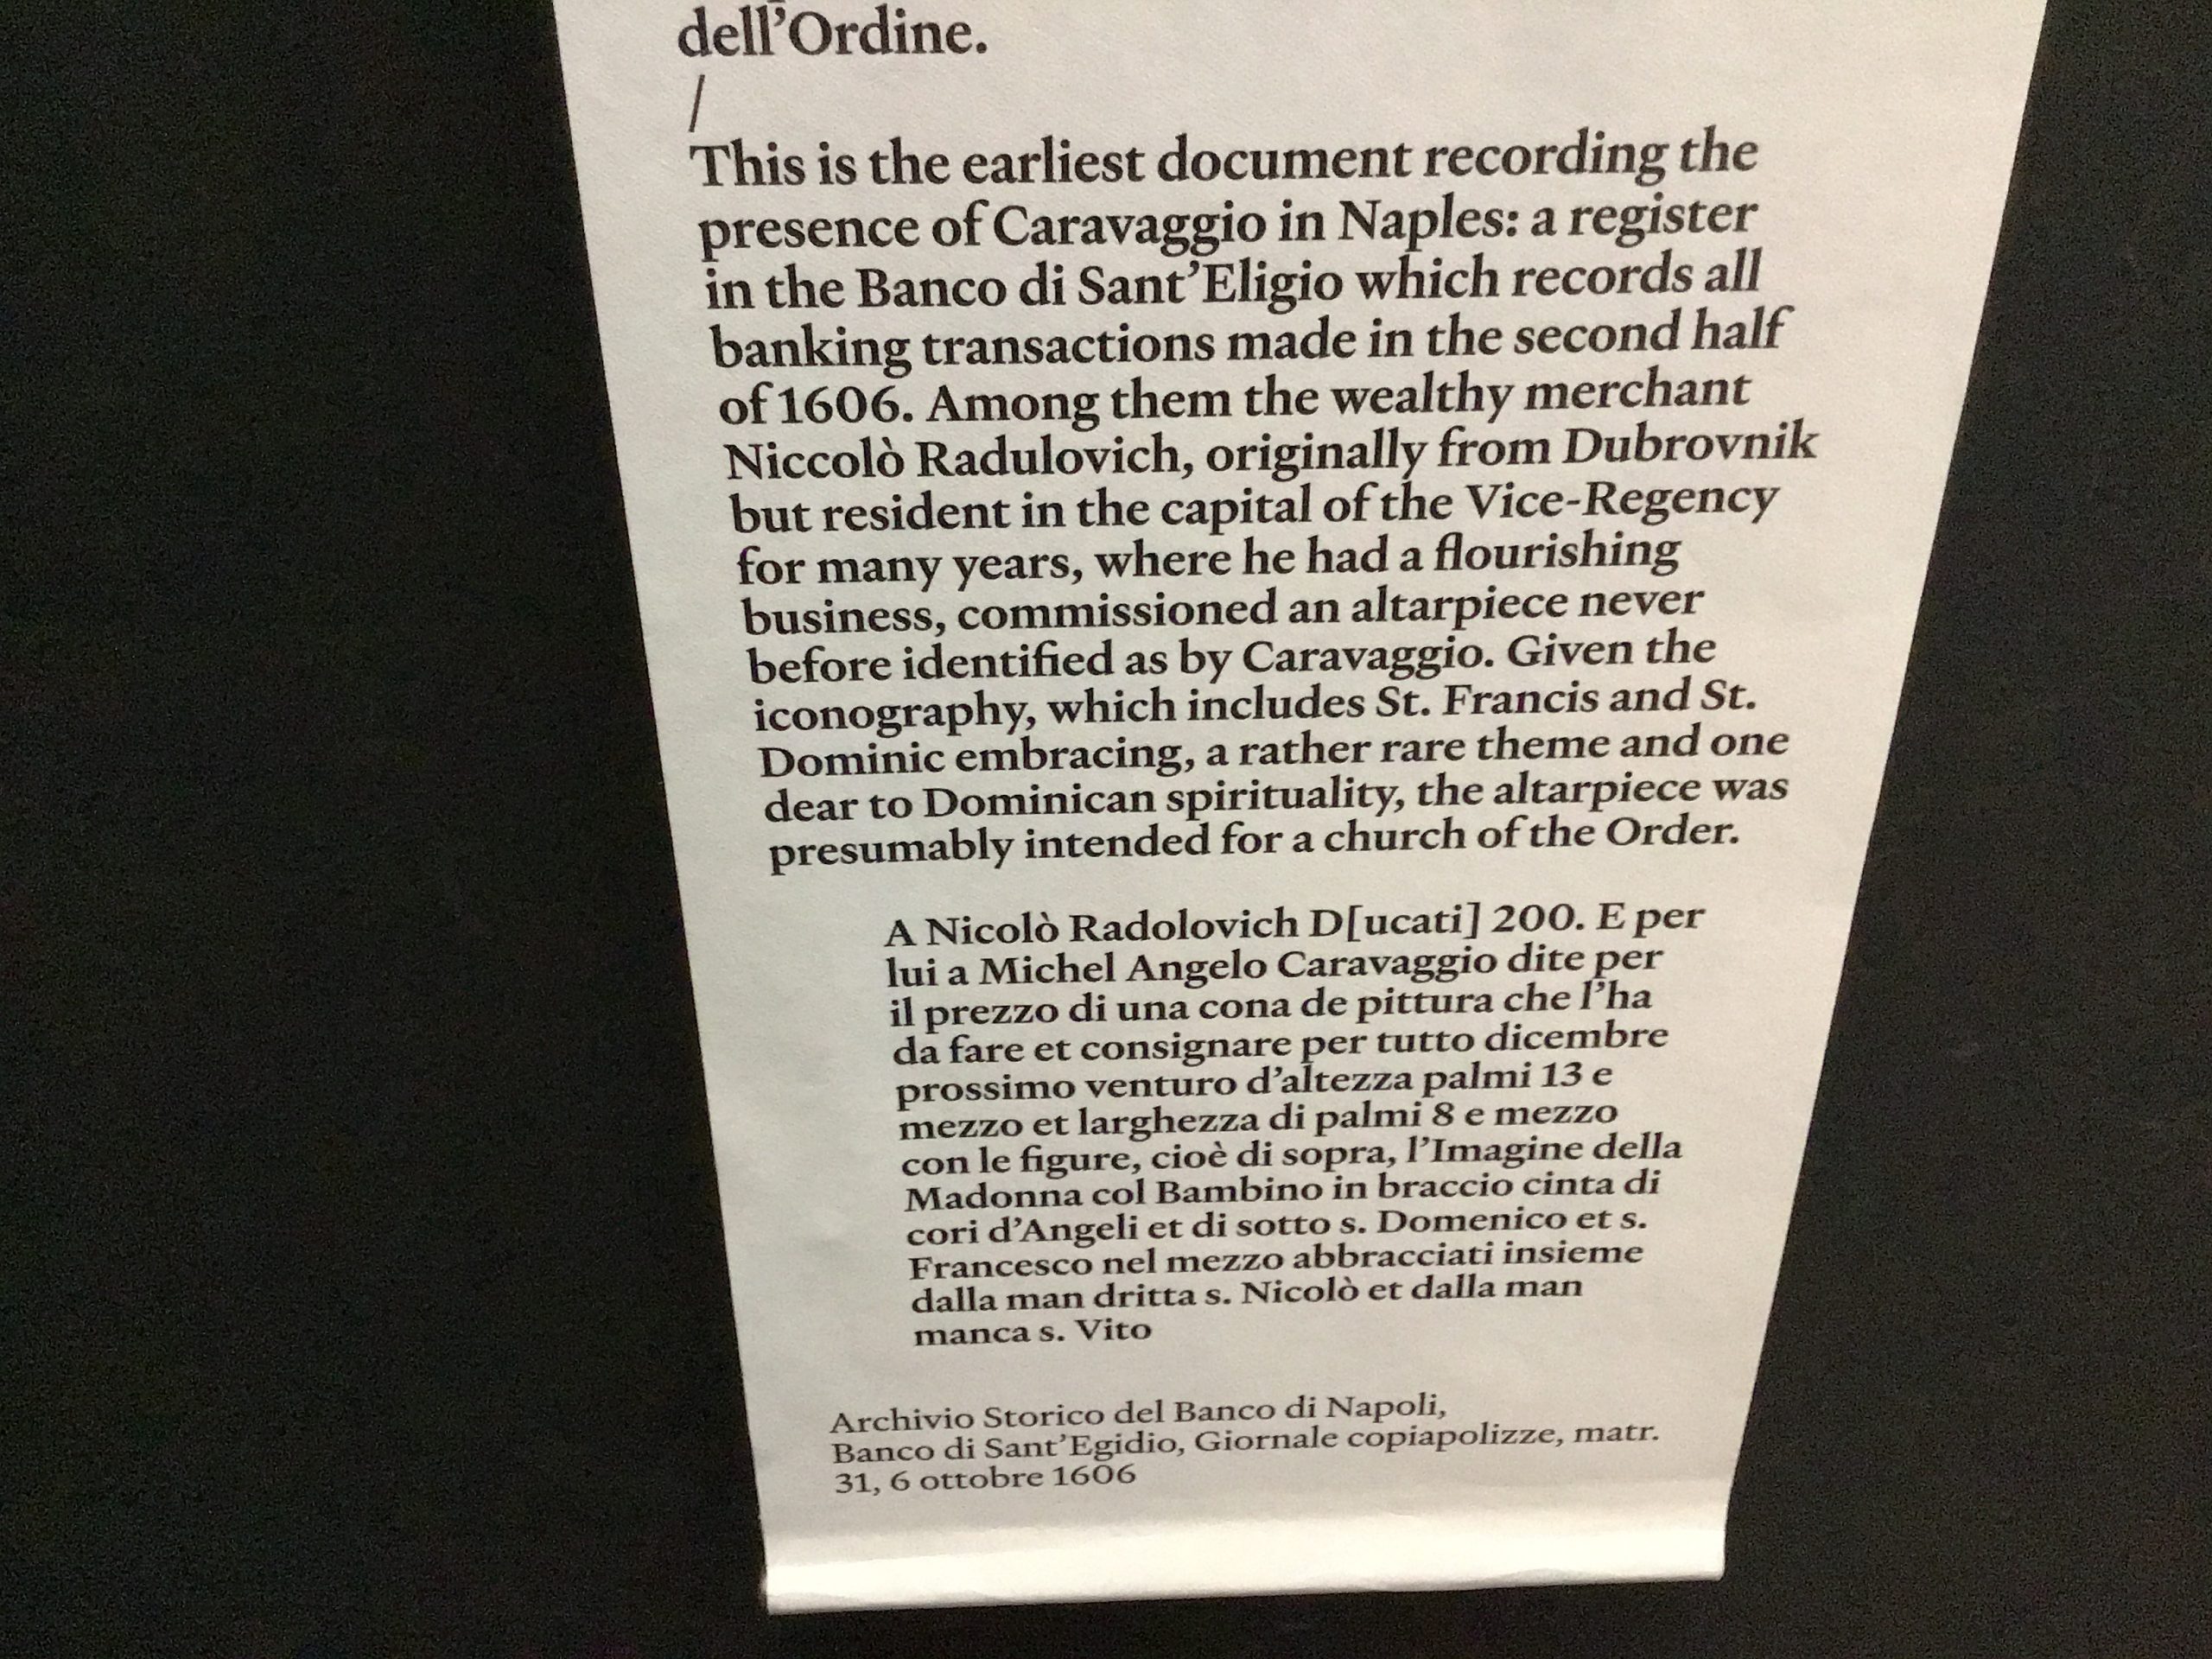 dell’Ordine.
/
This is the earliest document recording the
presence of Caravaggio in Naples: a register
in the Banco di Sant’Eligio which records all
banking transactions made in the second half
of 1606. Among them the wealthy merchant
Niccolò Radulovich, originally from Dubrovnik
but resident in the capital of the Vice-Regency
for many years, where he had a flourishing
business, commissioned an altarpiece never
before identified as by Caravaggio. Given the
iconography, which includes St. Francis and St.
Dominic embracing, a rather rare theme and one
dear to Dominican spirituality, the altarpiece was
presumably intended for a church of the Order.
A Nicolò Radolovich D[ucati] 200. E per
lui a Michel Angelo Caravaggio dite per
il prezzo di una cona de pittura che l’ha
da fare et consignare per tutto dicembre
prossimo venturo d’altezza palmi 13 e
mezzo et larghezza di palmi 8 e mezzo
con le figure, cioè di sopra, l’Imagine della
Madonna col Bambino in braccio cinta di
cori d’Angeli et di sotto s. Domenico et s.
Francesco nel mezzo abbracciati insieme
dalla man dritta s. Nicolò et dalla man
manca s. Vito
Archivio Storico del Banco di Napoli,
Banco di Sant’Egidio, Giornale copiapolizze, matr.
31, 6 ottobre 1606